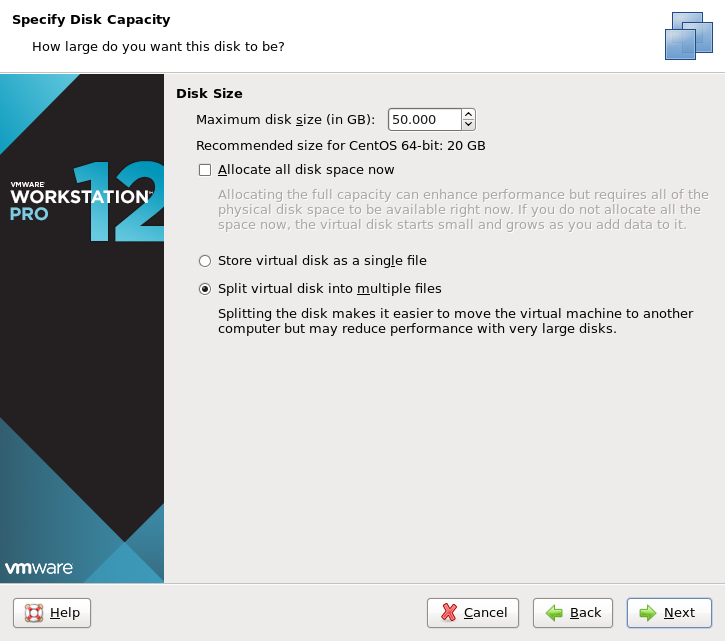 Specify Disk Capacity
How large do you want this disk to be?
VMWARE
WORKSTATION™
PRO
12
vmware
Disk Size
Maximum disk size (in GB): 50.000
Recommended size for CentOS 64-bit: 20 GB
Allocate all disk space now
Allocating the full capacity can enhance performance but requires all of the
physical disk space to be available right now. If you do not allocate all the
space now, the virtual disk starts small and grows as you add data to it.
Store virtual disk as a single file
Split virtual disk into multiple files
Splitting the disk makes it easier to move the virtual machine to another
computer but may reduce performance with very large disks.
Help Cancel Back Next